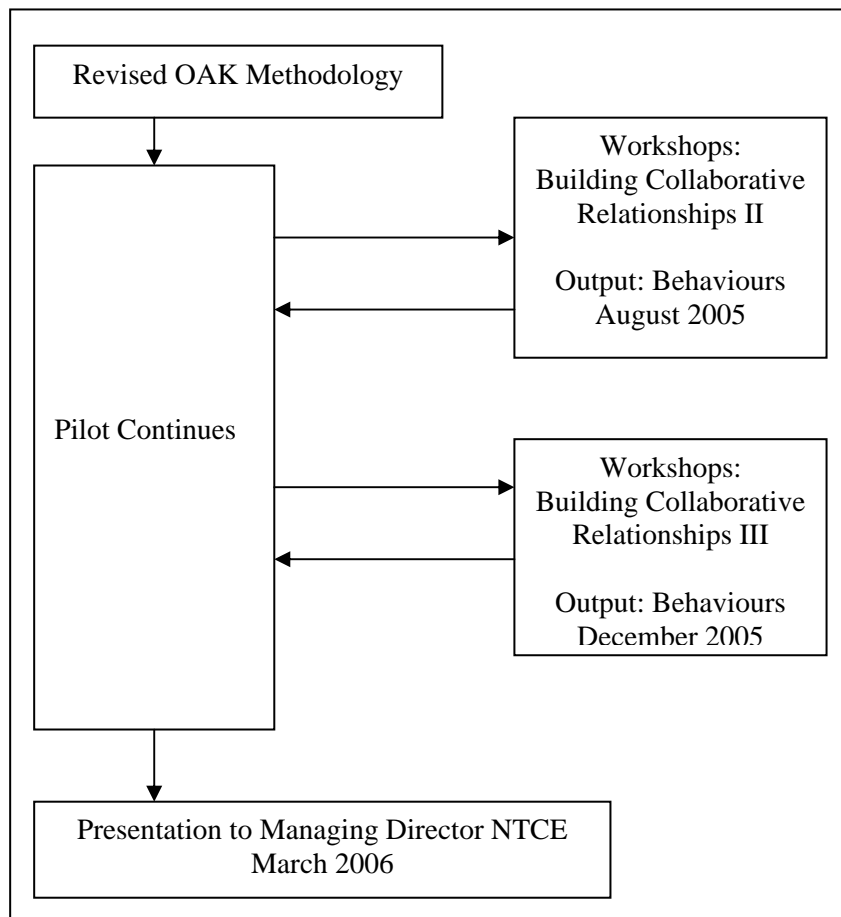 Revised OAK Methodology
Workshops:
Building Collaborative
Relationships II
Output: Behaviours
August 2005
Pilot Continues
Workshops:
Building Collaborative
Relationships III
Output: Behaviours
December 2005
Presentation to Managing Director NTCE
March 2006